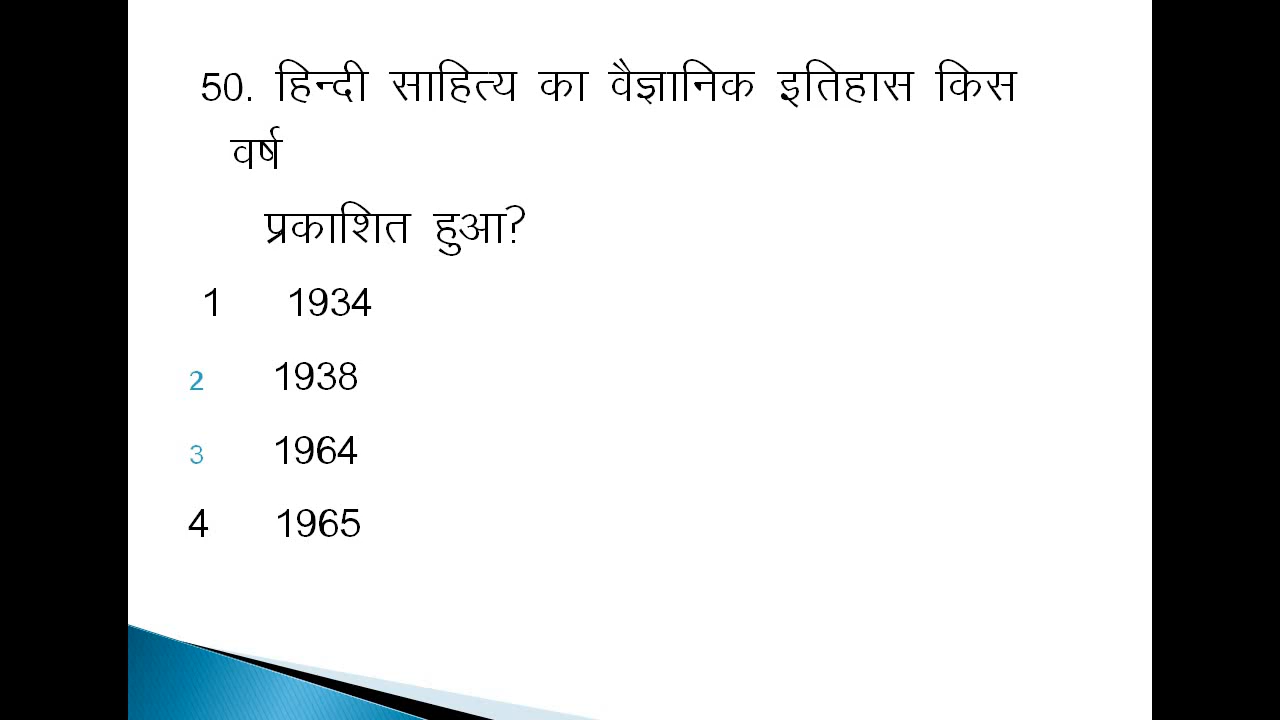 50. हिन्दी साहित्य का वैज्ञानिक इतिहास किस
वर्ष
प्रकाशित हुआ?
1 1934
2 1938
3 1964
4 1965